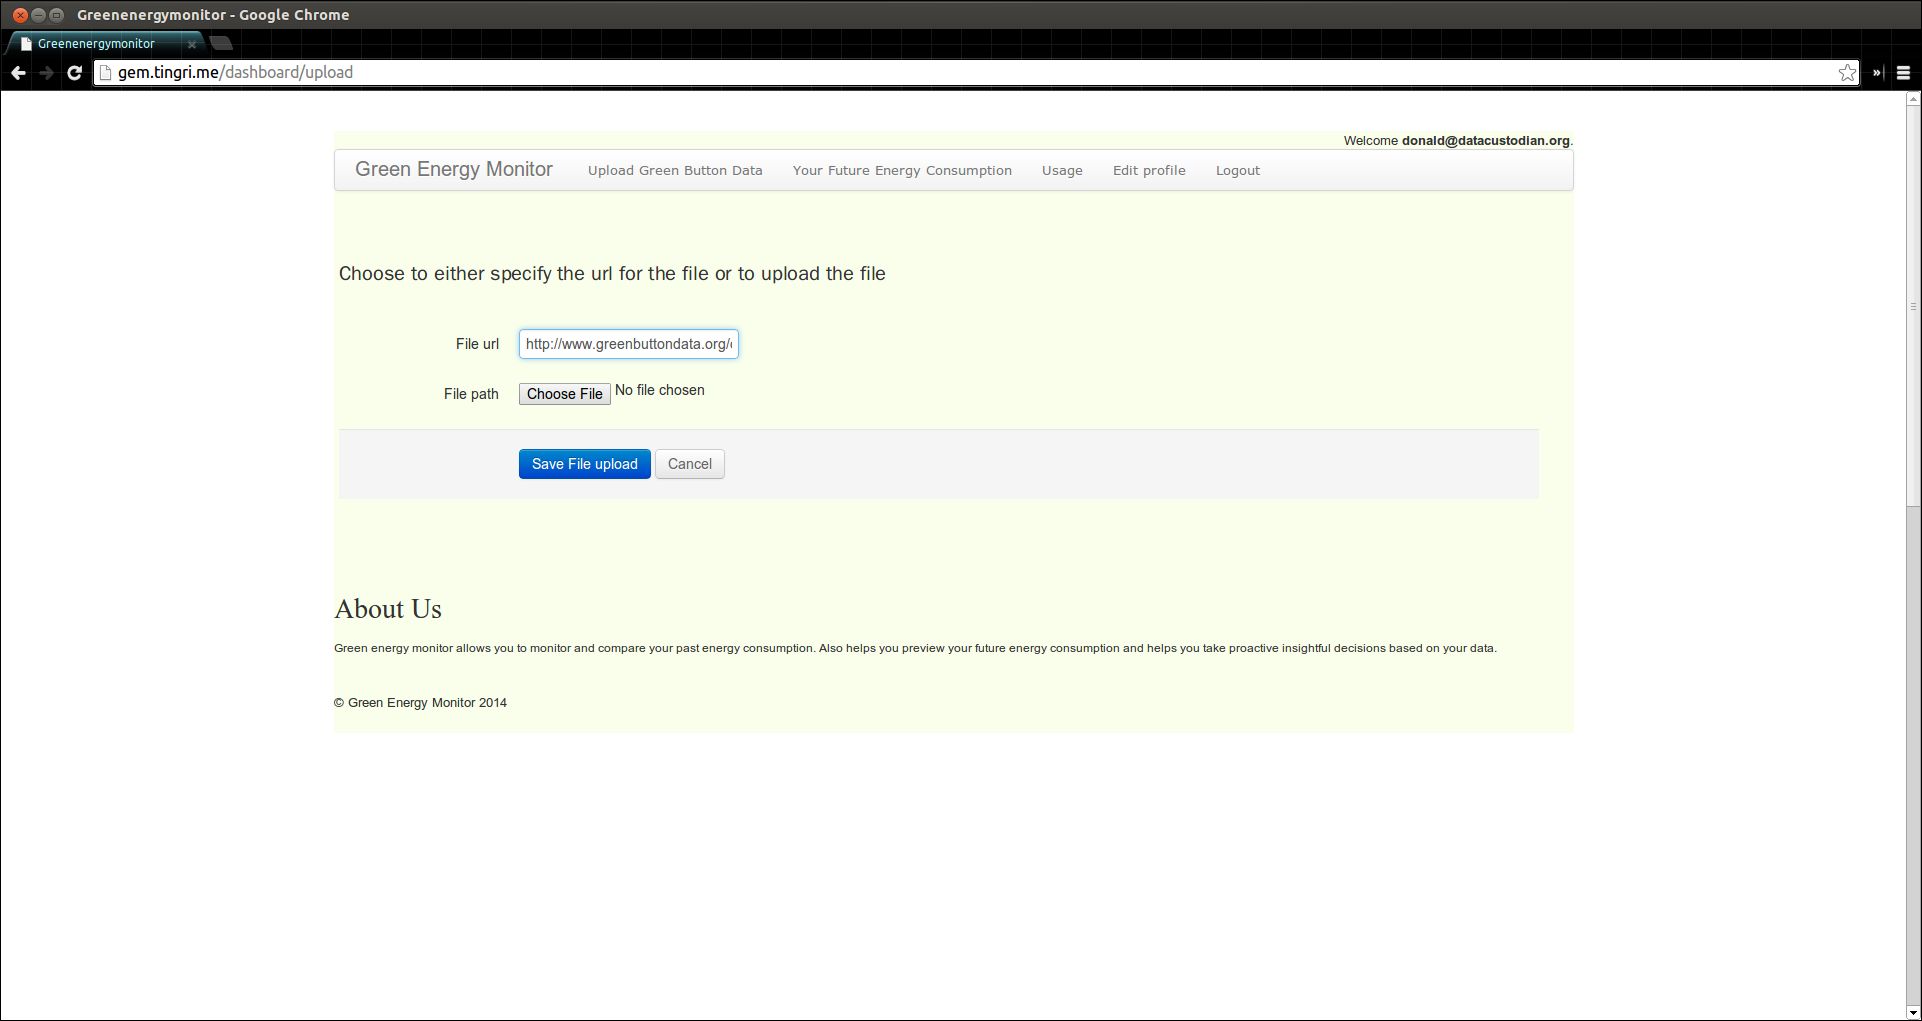 Greenenergymonitor - Google Chrome
Greenenergymonitor
gem.tingri.me/dashboard/upload
Welcome donald@datacustodian.org.
Green Energy Monitor Upload Green Button Data Your Future Energy Consumption Usage Edit profile Logout
Choose to either specify the url for the file or to upload the file
File url http://www.greenbuttondata.org/
File path Choose File No file chosen
Save File upload Cancel
About Us
Green energy monitor allows you to monitor and compare your past energy consumption. Also helps you preview your future energy consumption and helps you take proactive insightful decisions based on your data.
© Green Energy Monitor 2014